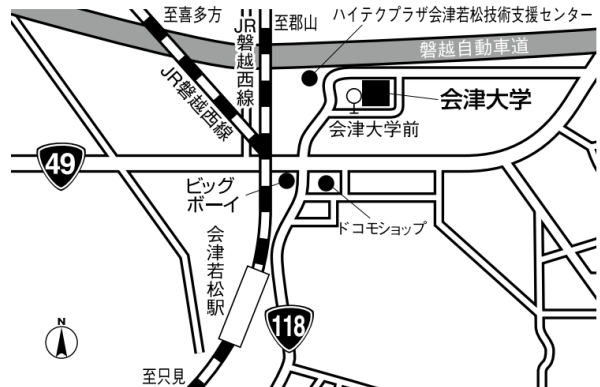 至喜多方
至郡山
ハイテクプラザ会津若松技術支援センター
JR磐越西線
磐越自動車道
JR磐越西線
会津大学
会津大学前
49
ビッグ
ボーイ
ドコモショップ
会津若松駅
118
N
至只見